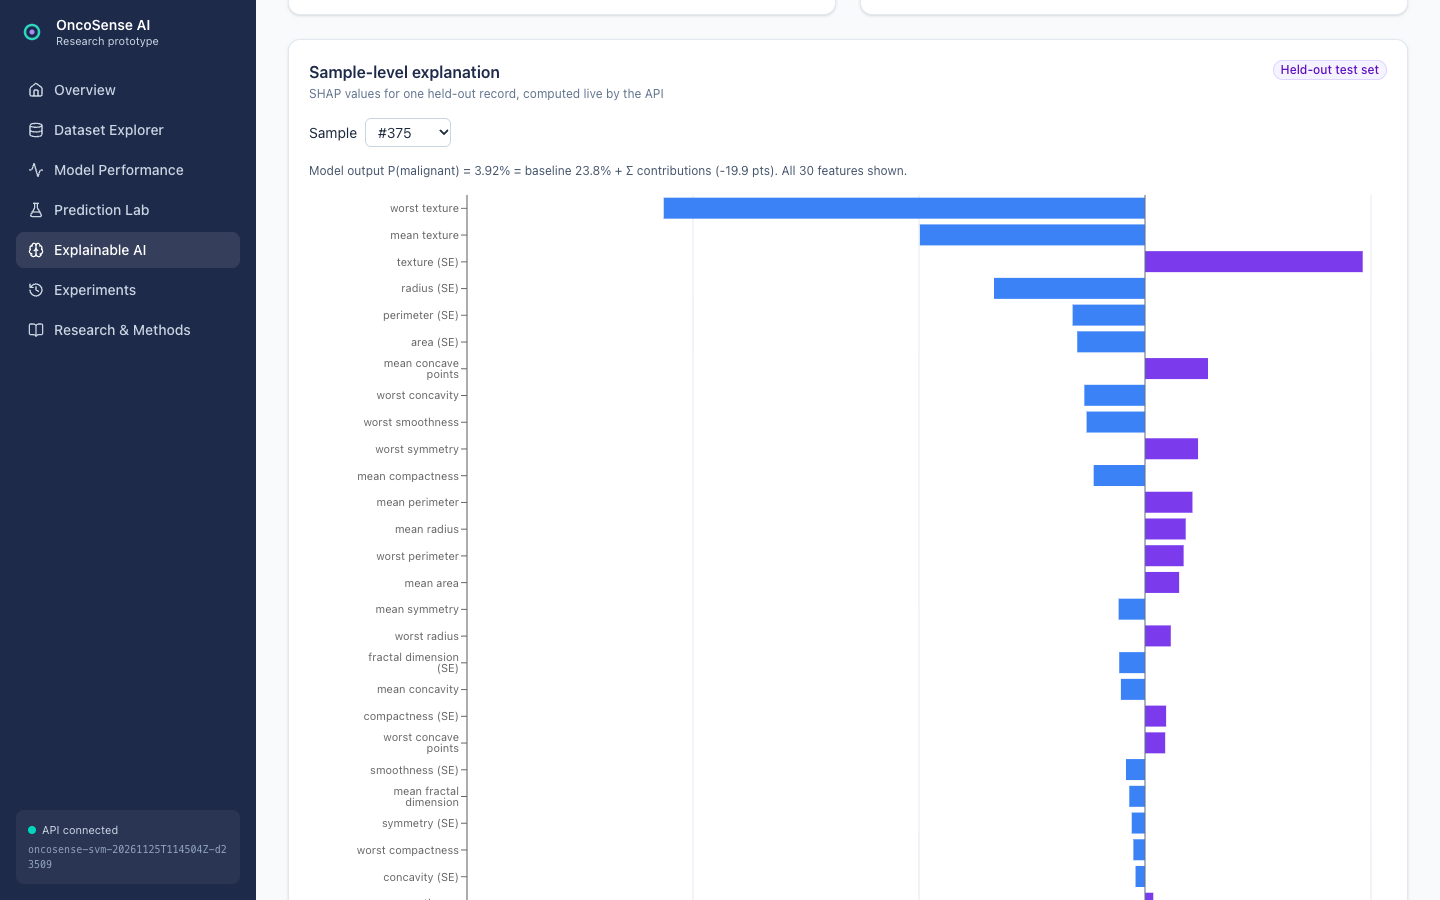 OncoSense AI
Research prototype
Overview
Dataset Explorer
Model Performance
Prediction Lab
Explainable AI
Experiments
Research & Methods
API connected
oncosense-svm-20261125T114504Z-d2
3509
Sample-level explanation
Held-out test set
SHAP values for one held-out record, computed live by the API
Sample #375
Model output P(malignant) = 3.92% = baseline 23.8% + Σ contributions (-19.9 pts). All 30 features shown.
worst texture
mean texture
texture (SE)
radius (SE)
perimeter (SE)
area (SE)
mean concave
points
worst concavity
worst smoothness
worst symmetry
mean compactness
mean perimeter
mean radius
worst perimeter
mean area
mean symmetry
worst radius
fractal dimension
(SE)
mean concavity
compactness (SE)
worst concave
points
smoothness (SE)
mean fractal
dimension
symmetry (SE)
worst compactness
concavity (SE)